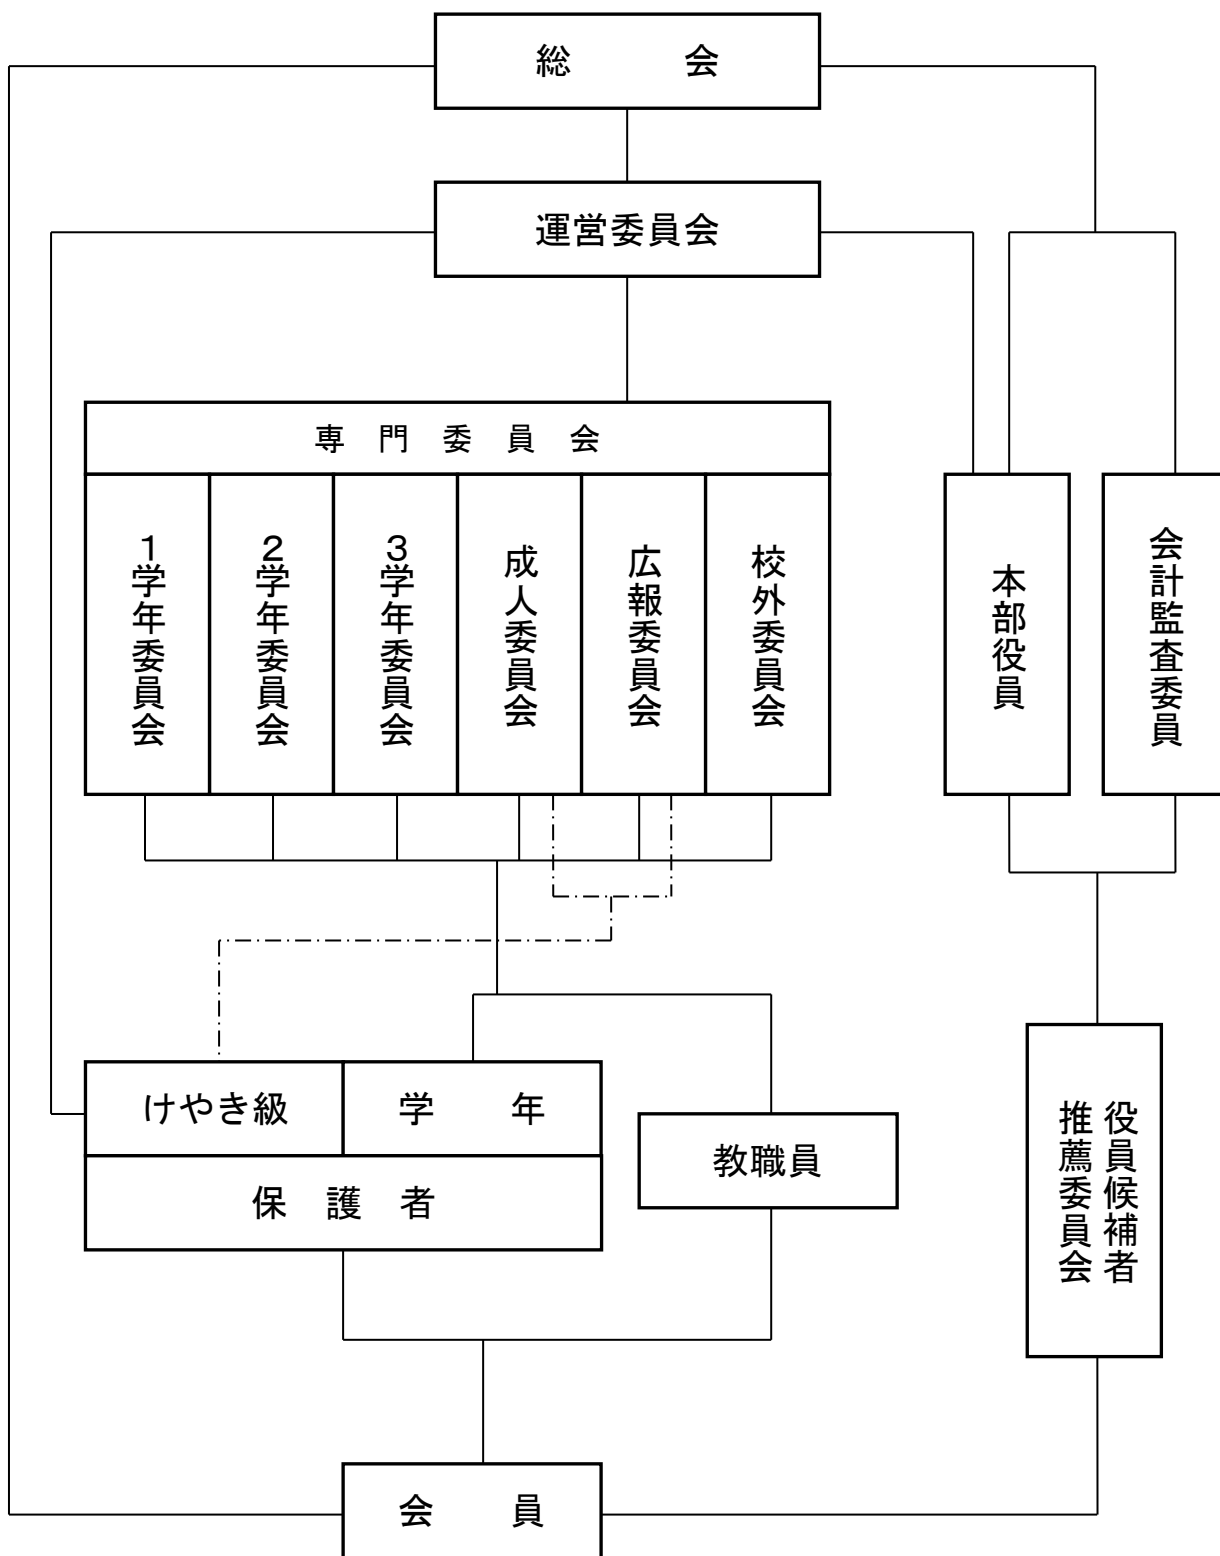 総　会
運営委員会
専門委員会
1学年委員会
2学年委員会
3学年委員会
成人委員会
広報委員会
校外委員会
本部役員
会計監査委員
けやき級
学　年
保護者
教職員
役員候補者
推薦委員会
会　員